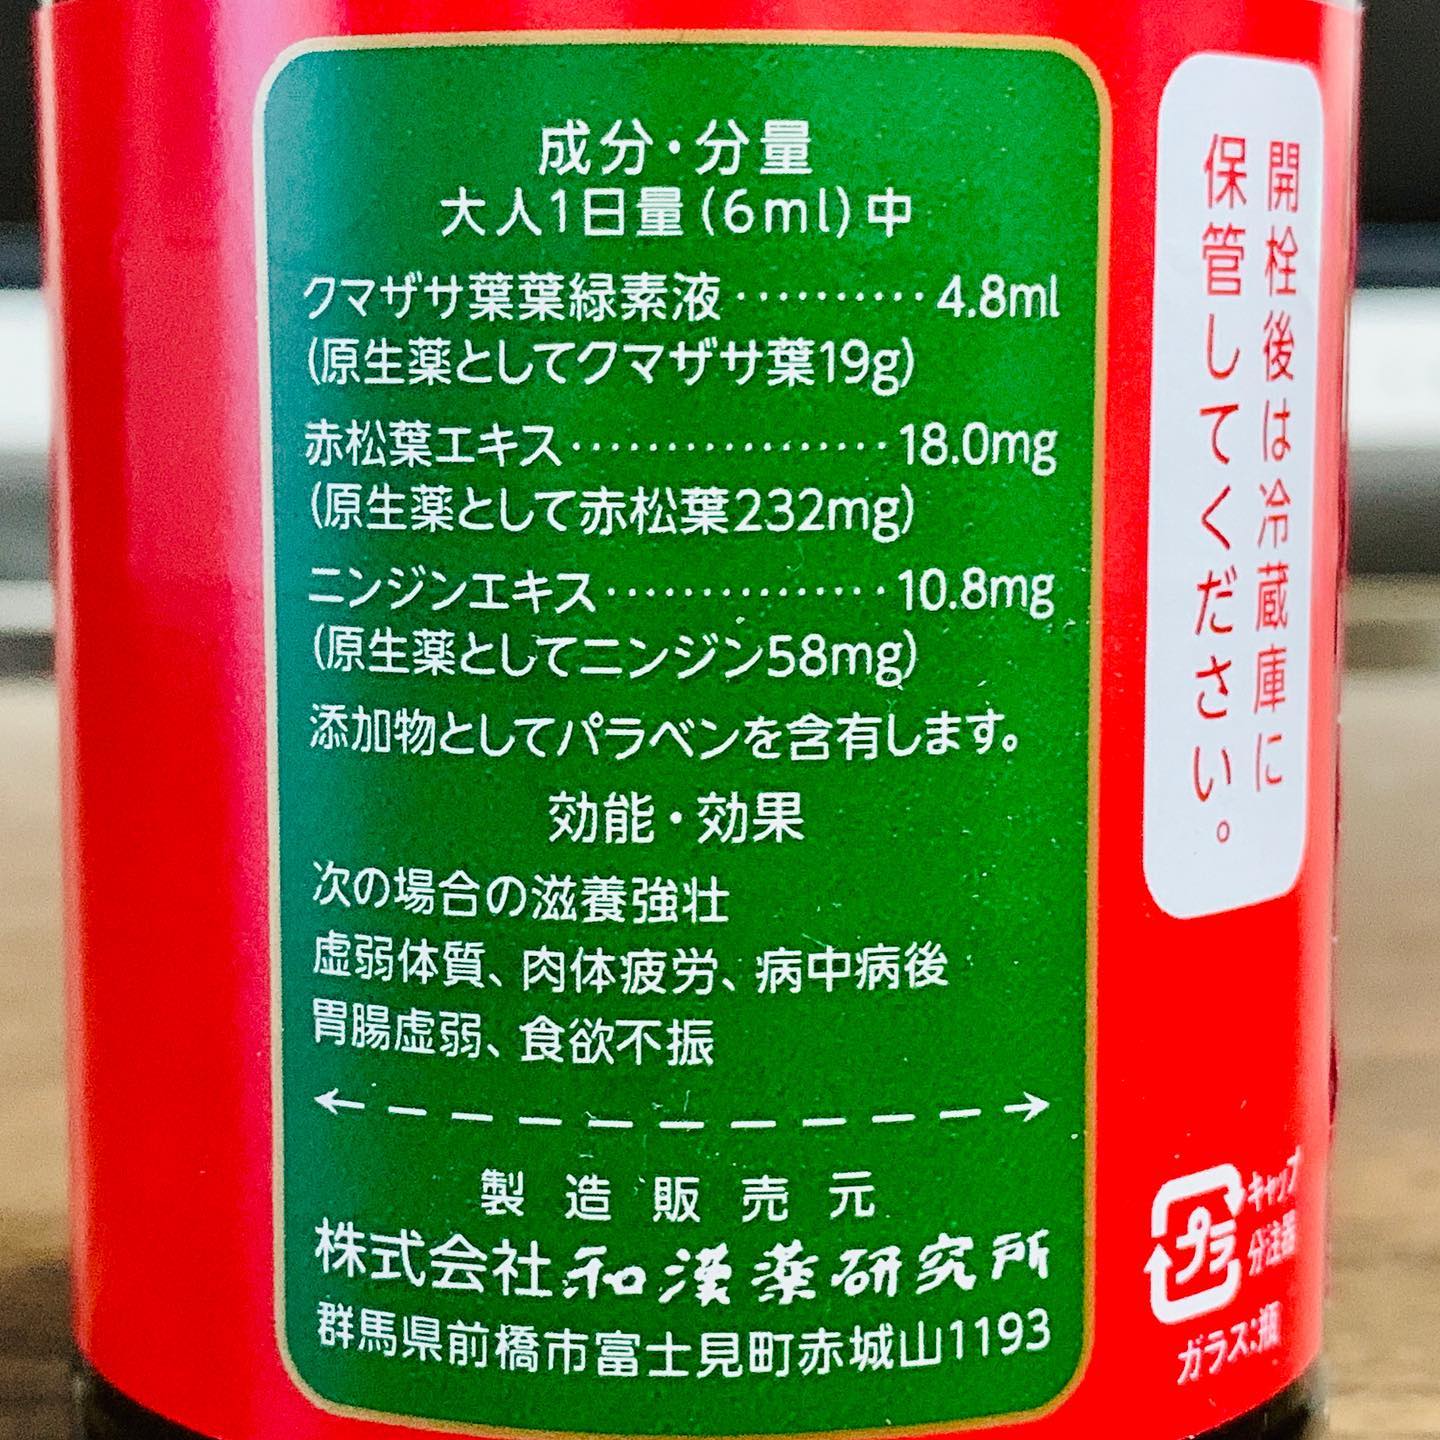 成分・分量
大人1日量(6ml)中
クマザサ葉葉緑素液‥‥‥‥‥4.8ml
(原生薬としてクマザサ葉19g)
赤松葉エキス‥‥‥‥‥‥‥‥18.0mg
(原生薬として赤松葉232mg)
ニンジンエキス‥‥‥‥‥‥‥10.8mg
(原生薬としてニンジン58mg)
添加物としてパラベンを含有します。
効能・効果
次の場合の滋養強壮
虚弱体質、肉体疲労、病中病後
胃腸虚弱、食欲不振
製造販売元
株式会社和漢薬研究所
群馬県前橋市富士見町赤城山1193
開栓後は冷蔵庫に
保管してください。
プラ
キャップ
分注器
ガラス:瓶